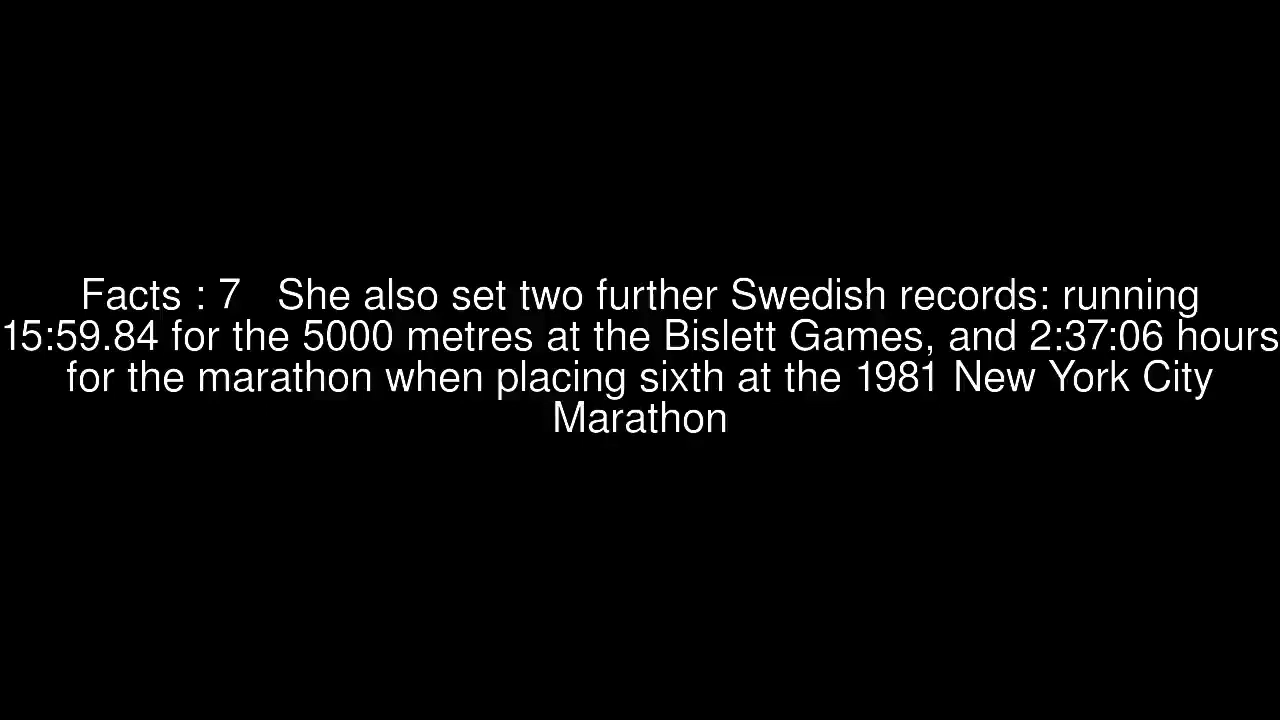 Facts : 7   She also set two further Swedish records: running
15:59.84 for the 5000 metres at the Bislett Games, and 2:37:06 hours
for the marathon when placing sixth at the 1981 New York City
Marathon